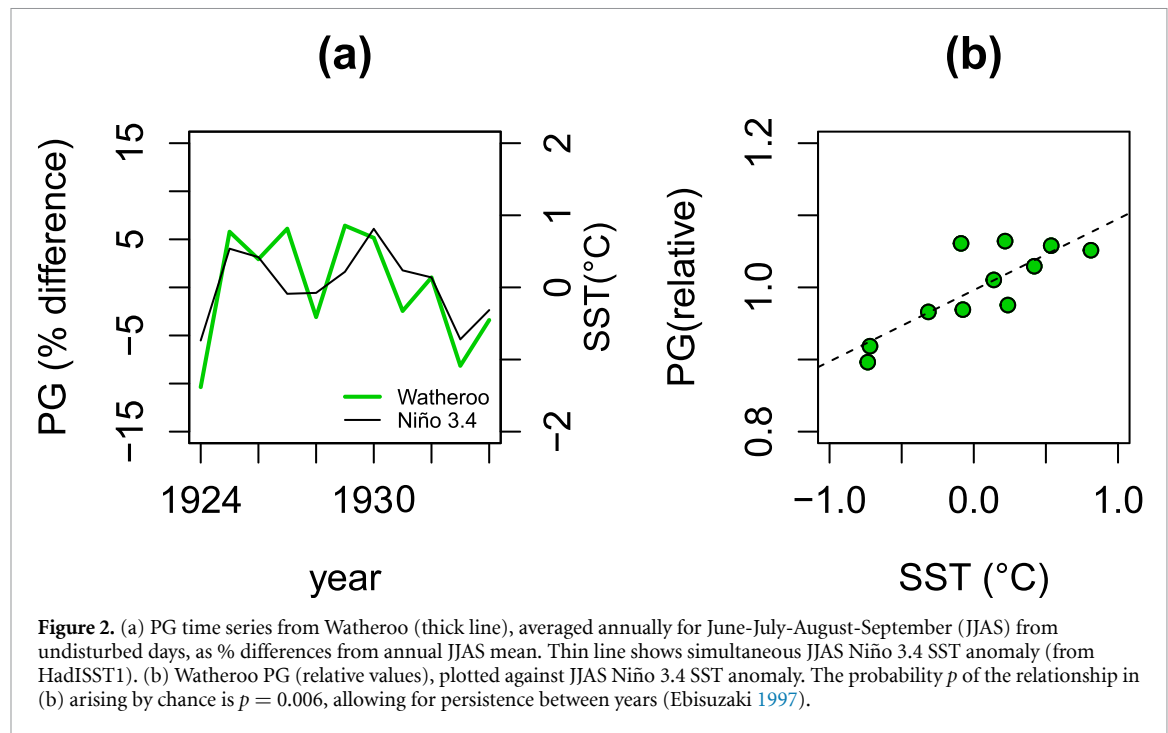 (a)
(b)
PG (% difference)
15
5
−5
−15
2
1
0
−2
SST(°C)
Watheroo
Niño 3.4
1924
1930
year
PG(relative)
1.2
1.0
0.8
−1.0
0.0
1.0
SST (°C)
Figure 2. (a) PG time series from Watheroo (thick line), averaged annually for June-July-August-September (JJAS) from
undisturbed days, as % differences from annual JJAS mean. Thin line shows simultaneous JJAS Niño 3.4 SST anomaly (from
HadISST1). (b) Watheroo PG (relative values), plotted against JJAS Niño 3.4 SST anomaly. The probability p of the relationship in
(b) arising by chance is p = 0.006, allowing for persistence between years (Ebisuzaki 1997).